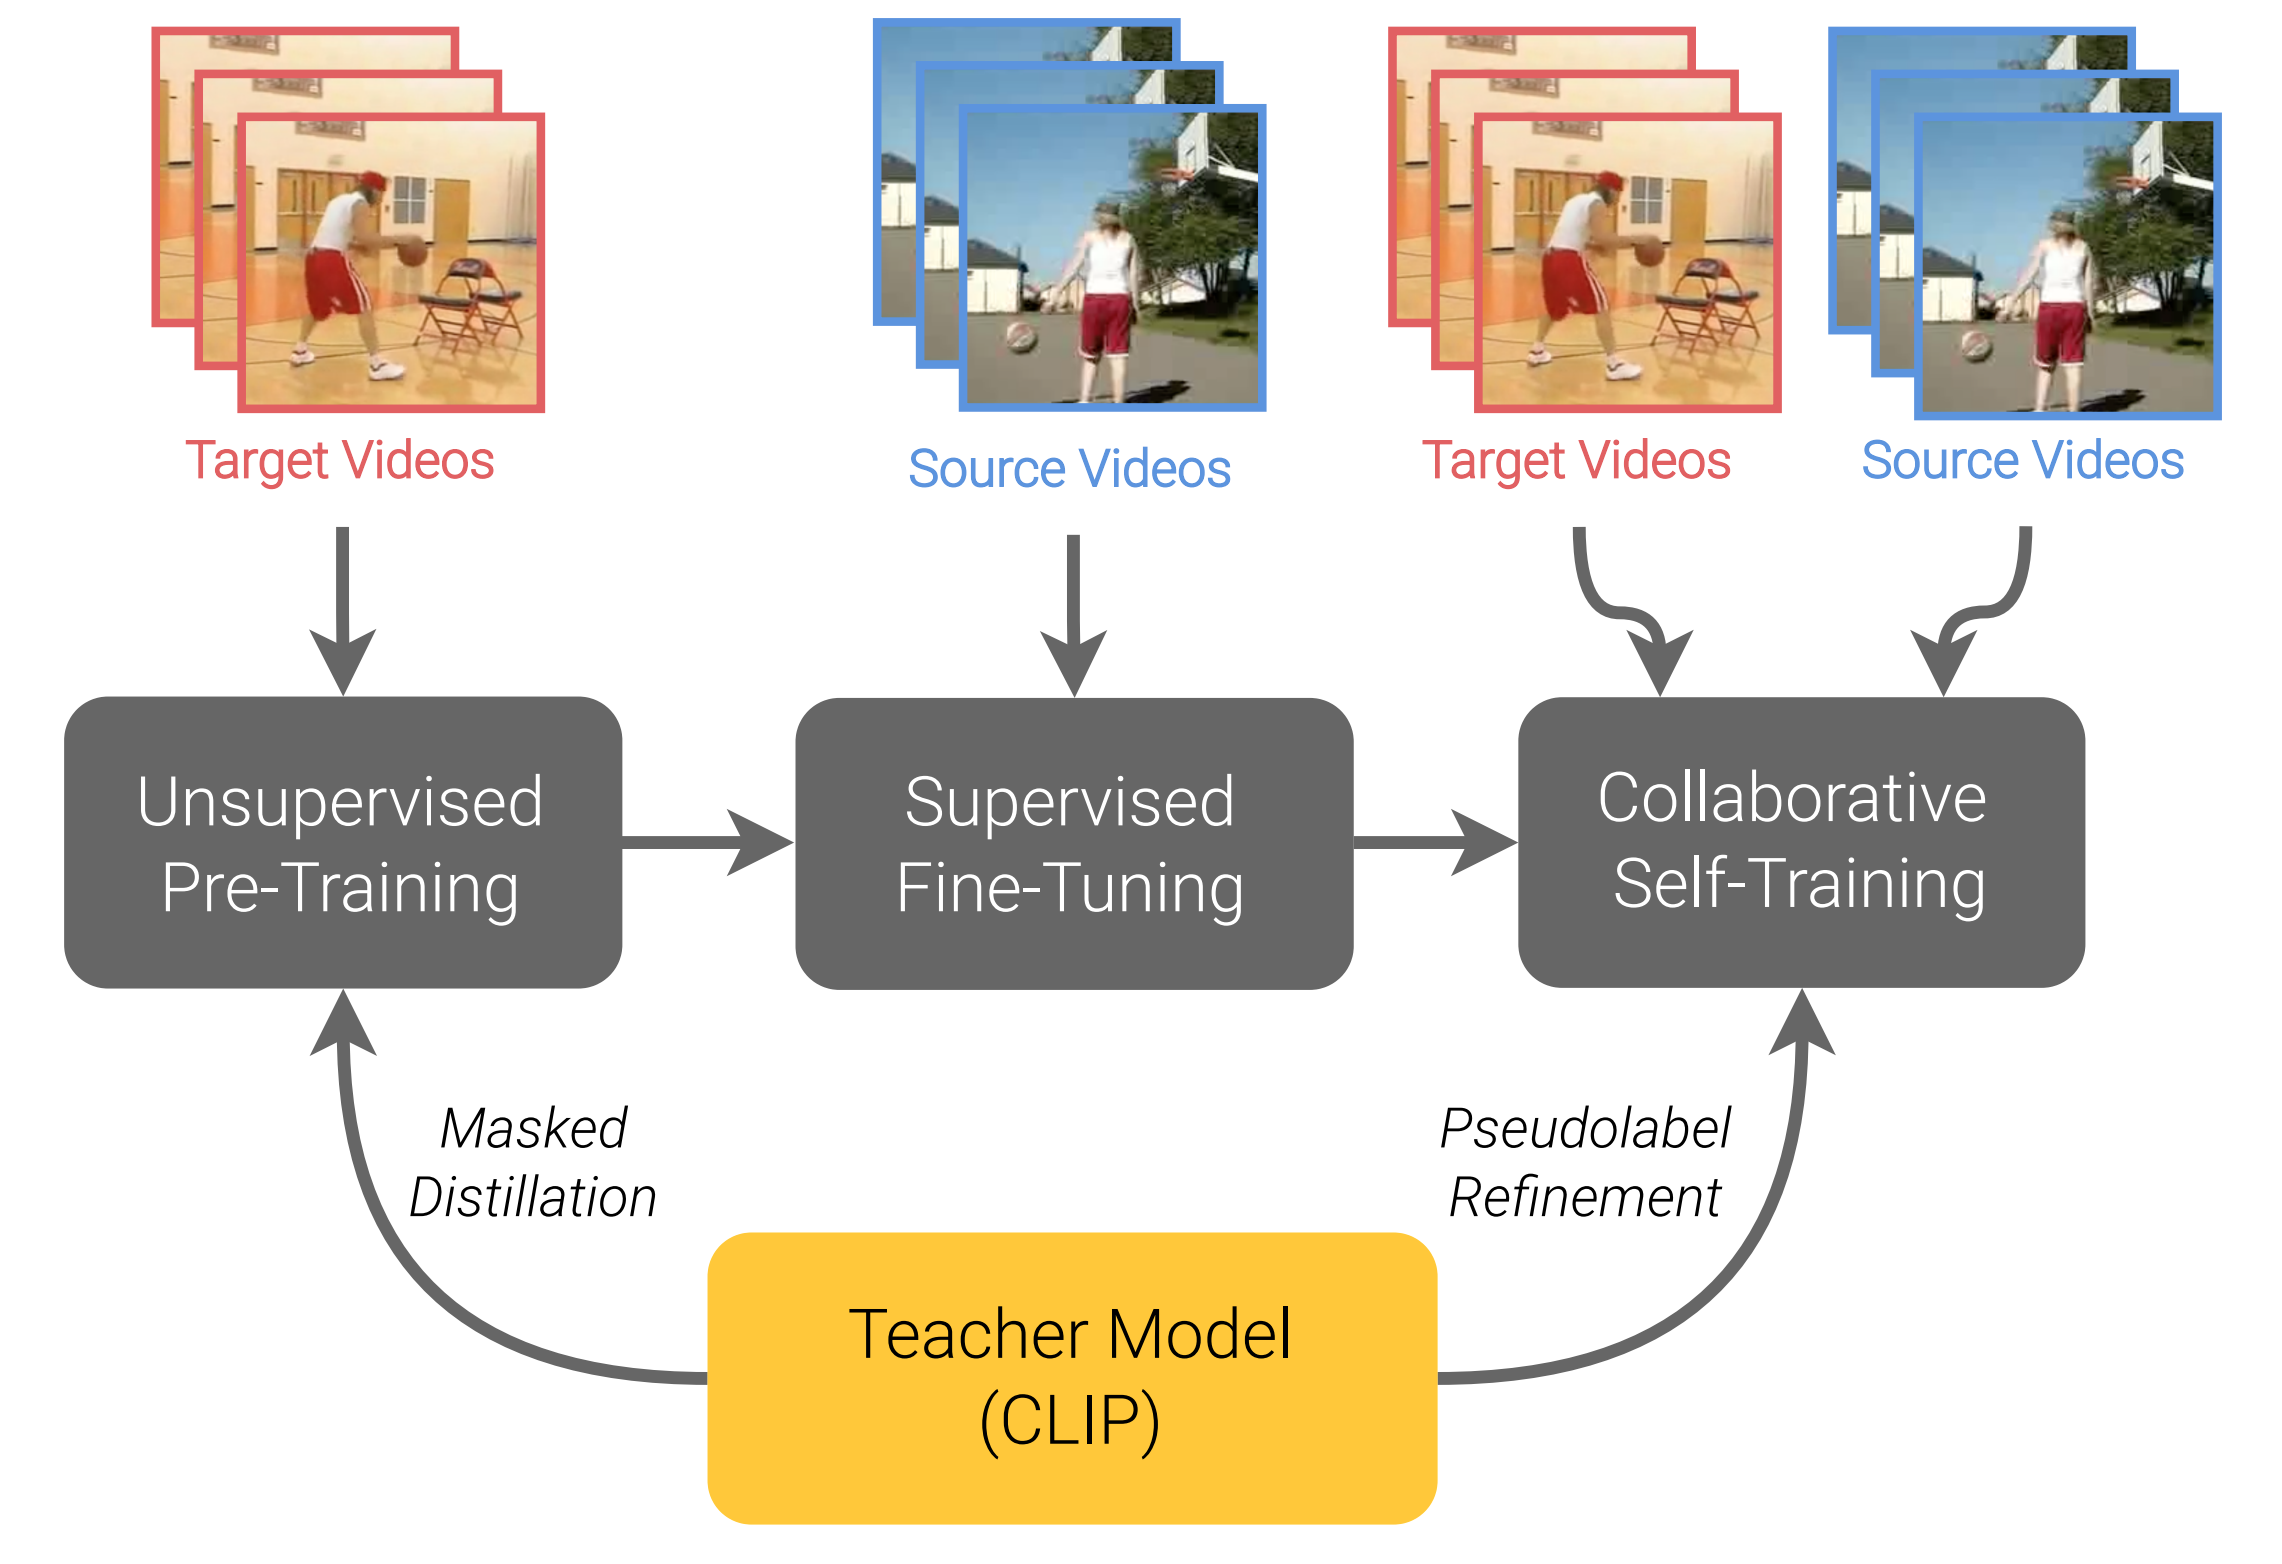 Target Videos
Source Videos
Target Videos
Source Videos
Unsupervised
Pre-Training
Supervised
Fine-Tuning
Collaborative
Self-Training
Masked
Distillation
Pseudolabel
Refinement
Teacher Model
(CLIP)